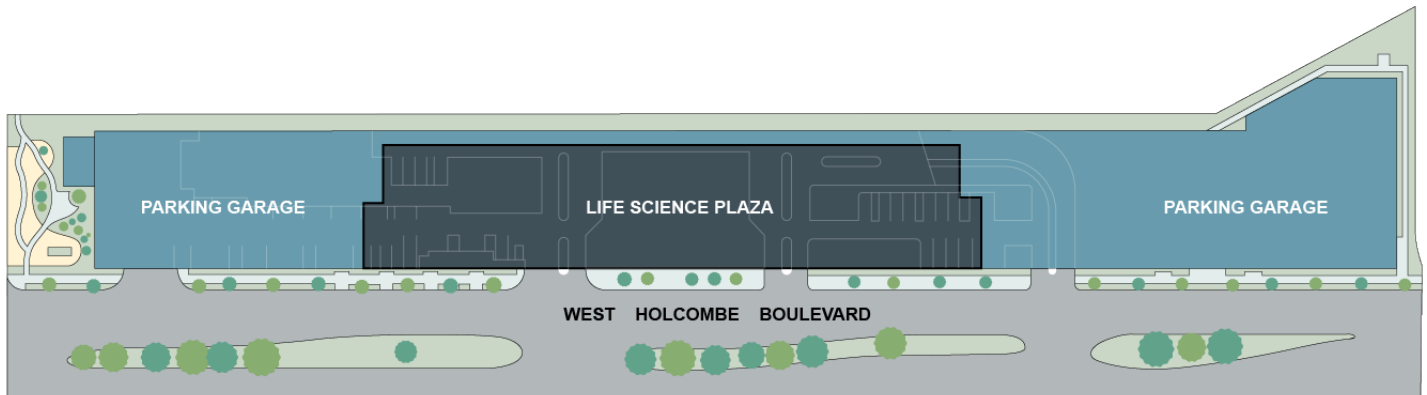 PARKING GARAGE
LIFE SCIENCE PLAZA
PARKING GARAGE
WEST HOLCOMBE BOULEVARD